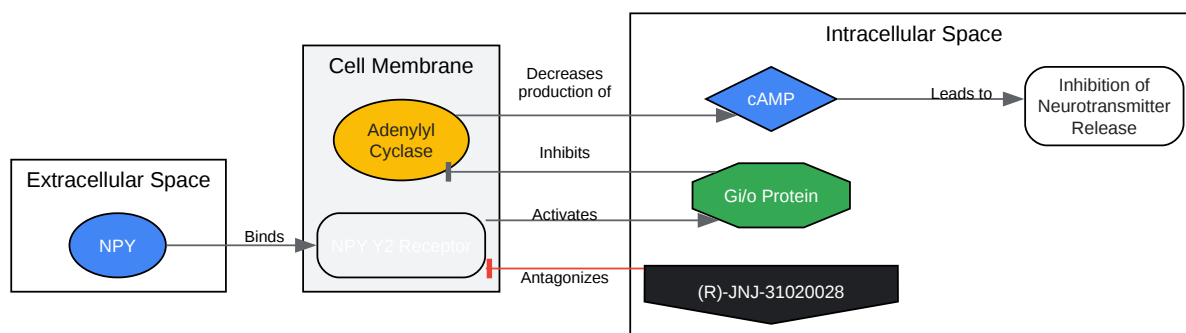 Intracellular Space
Cell Membrane
Decreases
production of
cAMP
Leads to
Inhibition of
Neurotransmitter
Release
Adenylyl
Cyclase
Inhibits
Extracellular Space
Gi/o Protein
Activates
NPY
Binds
NPY Y2 Receptor
Antagonizes
(R)-JNJ-31020028